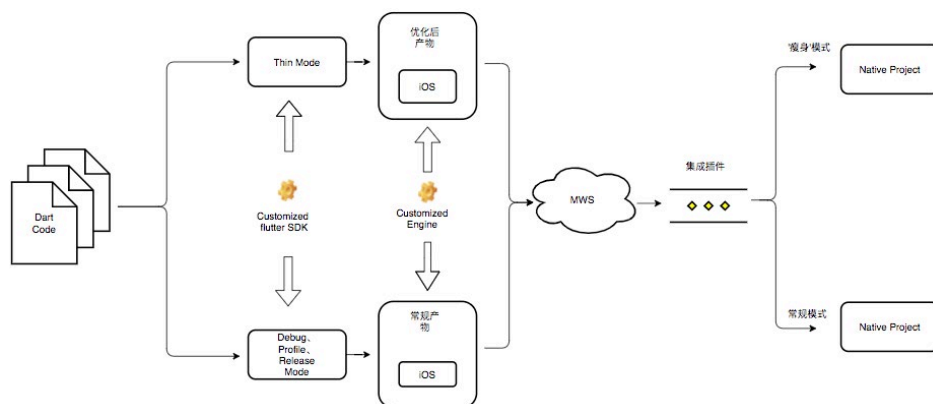 Dart
Code
Thin Mode
优化后
产物
iOS
Customized
flutter SDK
Customized
Engine
Debug、
Profile、
Release
Mode
常规产
物
iOS
MWS
集成插件
'瘦身'模式
Native Project
常规模式
Native Project